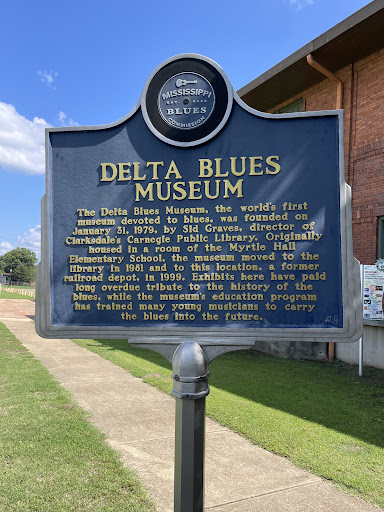 MISSISSIPPI
BLUES
COMMISSION
DELTA BLUES
MUSEUM
The Delta Blues Museum, the world's first
museum devoted to blues, was founded on
January 31, 1979, by Sid Graves, director of
Clarksdale's Carnegie Public Library. Originally
housed in a room of the Myrtle Hall
Elementary School, the museum moved to the
library in 1981 and to this location, a former
railroad depot, in 1999. Exhibits here have paid
long overdue tribute to the history of the
blues, while the museum's education program
has trained many young musicians to carry
the blues into the future.